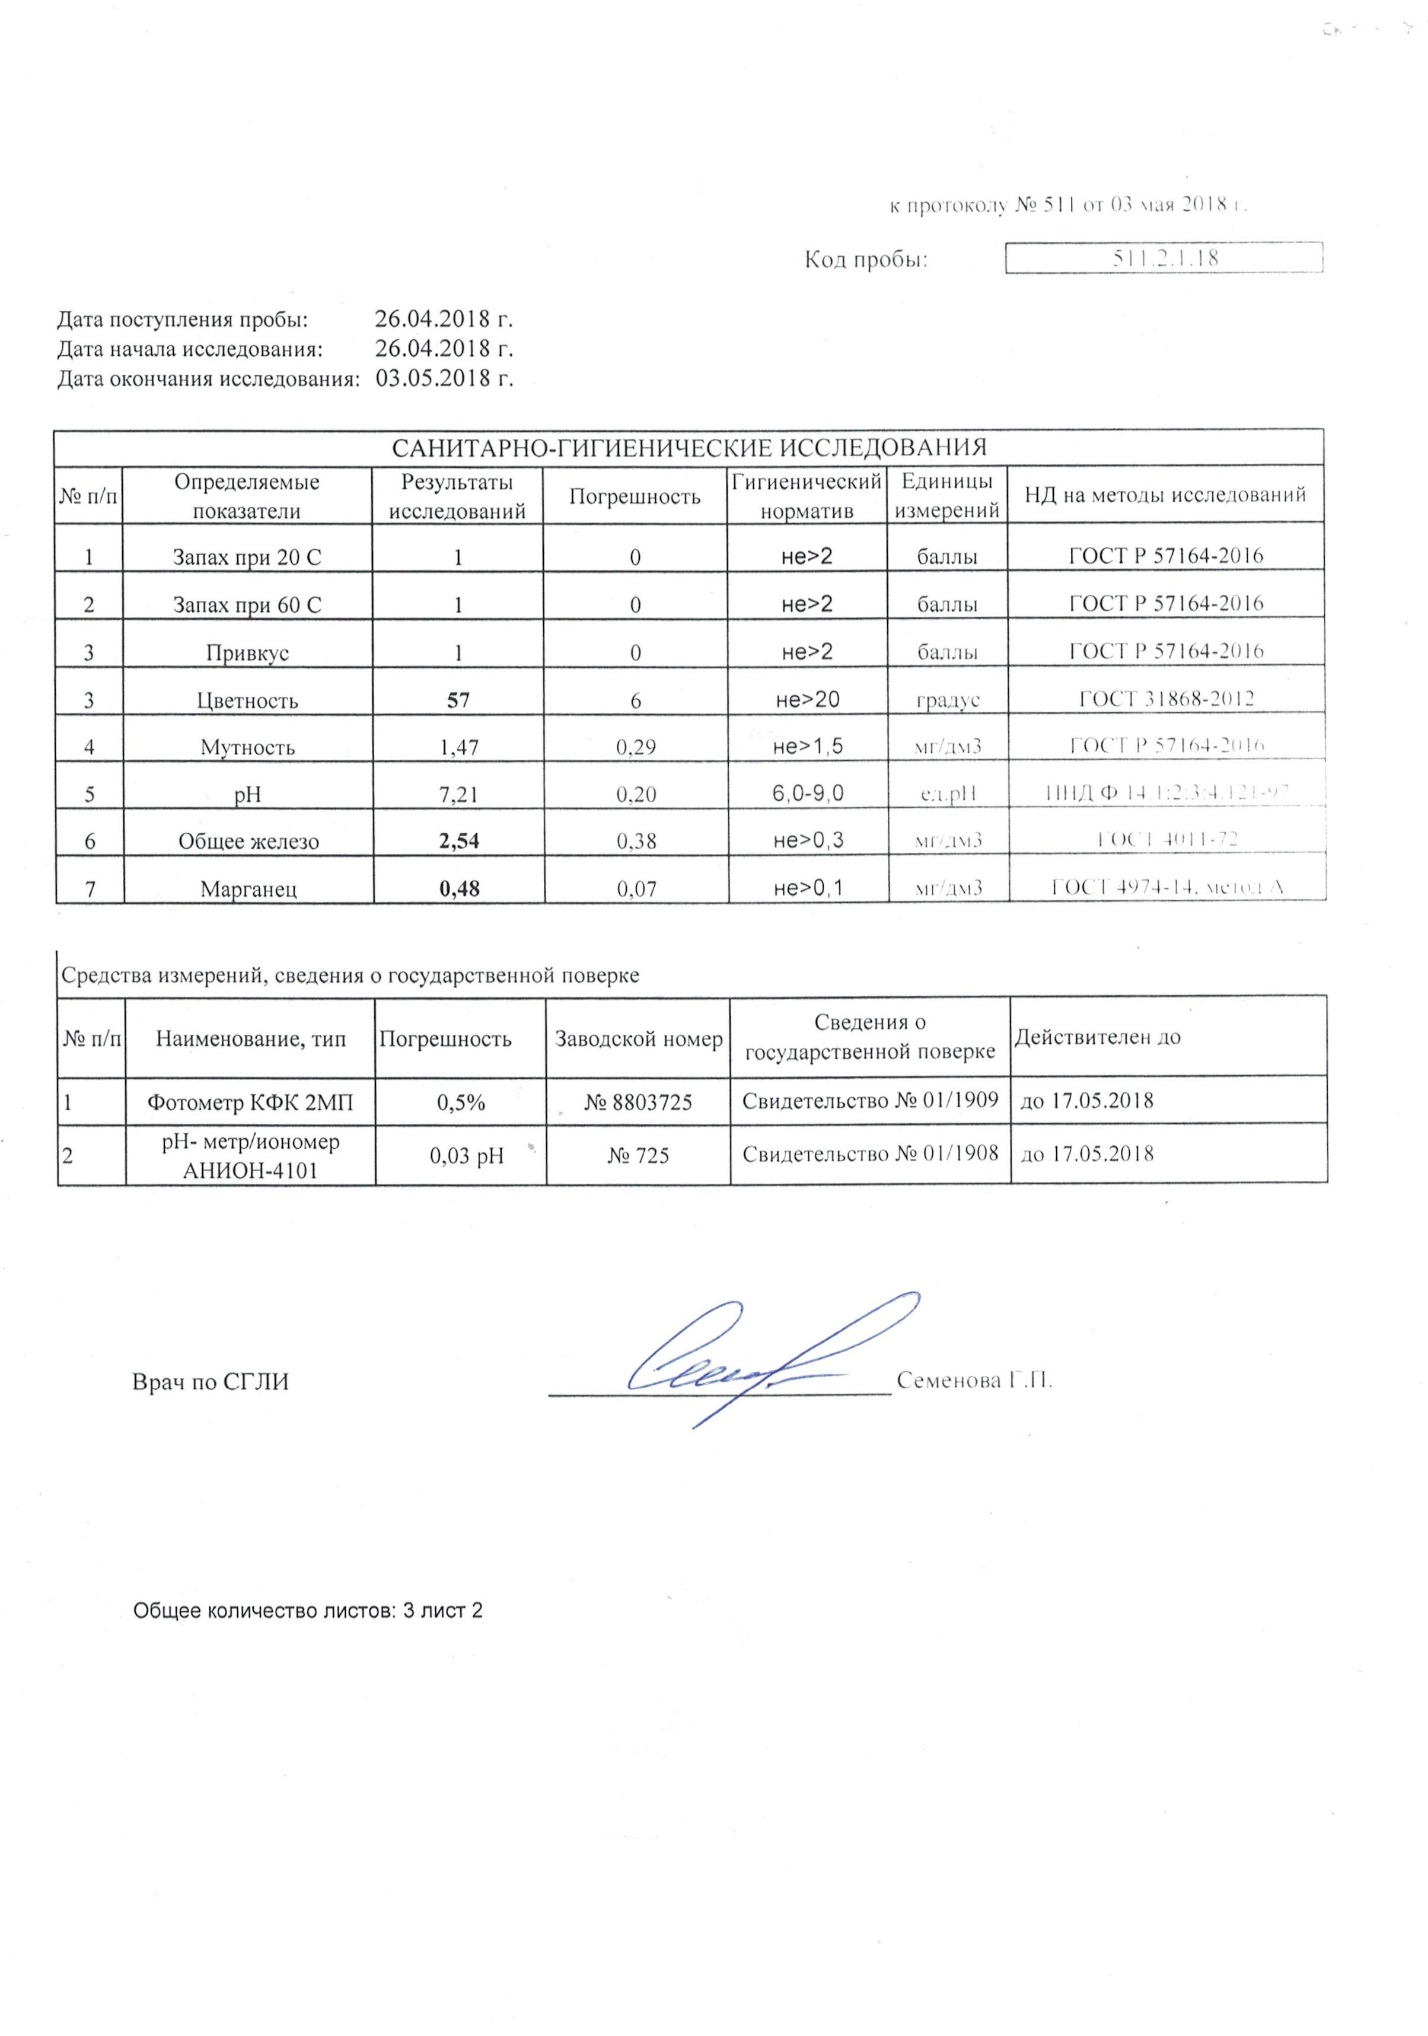 к протоколу № 511 от 03 мая 2018 г.
Код пробы: 511.2.1.18
Дата поступления пробы: 26.04.2018 г.
Дата начала исследования: 26.04.2018 г.
Дата окончания исследования: 03.05.2018 г.
САНИТАРНО-ГИГИЕНИЧЕСКИЕ ИССЛЕДОВАНИЯ
№ п/п Определяемые показатели Результаты исследований Погрешность Гигиенический норматив Единицы измерений НД на методы исследований
1 Запах при 20 С 1 0 не>2 баллы ГОСТ Р 57164-2016
2 Запах при 60 С 1 0 не>2 баллы ГОСТ Р 57164-2016
3 Привкус 1 0 не>2 баллы ГОСТ Р 57164-2016
3 Цветность 57 6 не>20 градус ГОСТ 31868-2012
4 Мутность 1,47 0,29 не>1,5 мг/дм3 ГОСТ Р 57164-2016
5 pH 7,21 0,20 6,0-9,0 ед.pH ПНД Ф 14.1:2:3:4.121-97
6 Общее железо 2,54 0,38 не>0,3 мг/дм3 ГОСТ 4011-72
7 Марганец 0,48 0,07 не>0,1 мг/дм3 ГОСТ 4974-14, метод А
Средства измерений, сведения о государственной поверке
№ п/п Наименование, тип Погрешность Заводской номер Сведения о государственной поверке Действителен до
1 Фотометр КФК 2МП 0,5% № 8803725 Свидетельство № 01/1909 до 17.05.2018
2 pH- метр/иономер АНИОН-4101 0,03 pH № 725 Свидетельство № 01/1908 до 17.05.2018
Врач по СГЛИ Семенова Г.П.
Общее количество листов: 3 лист 2